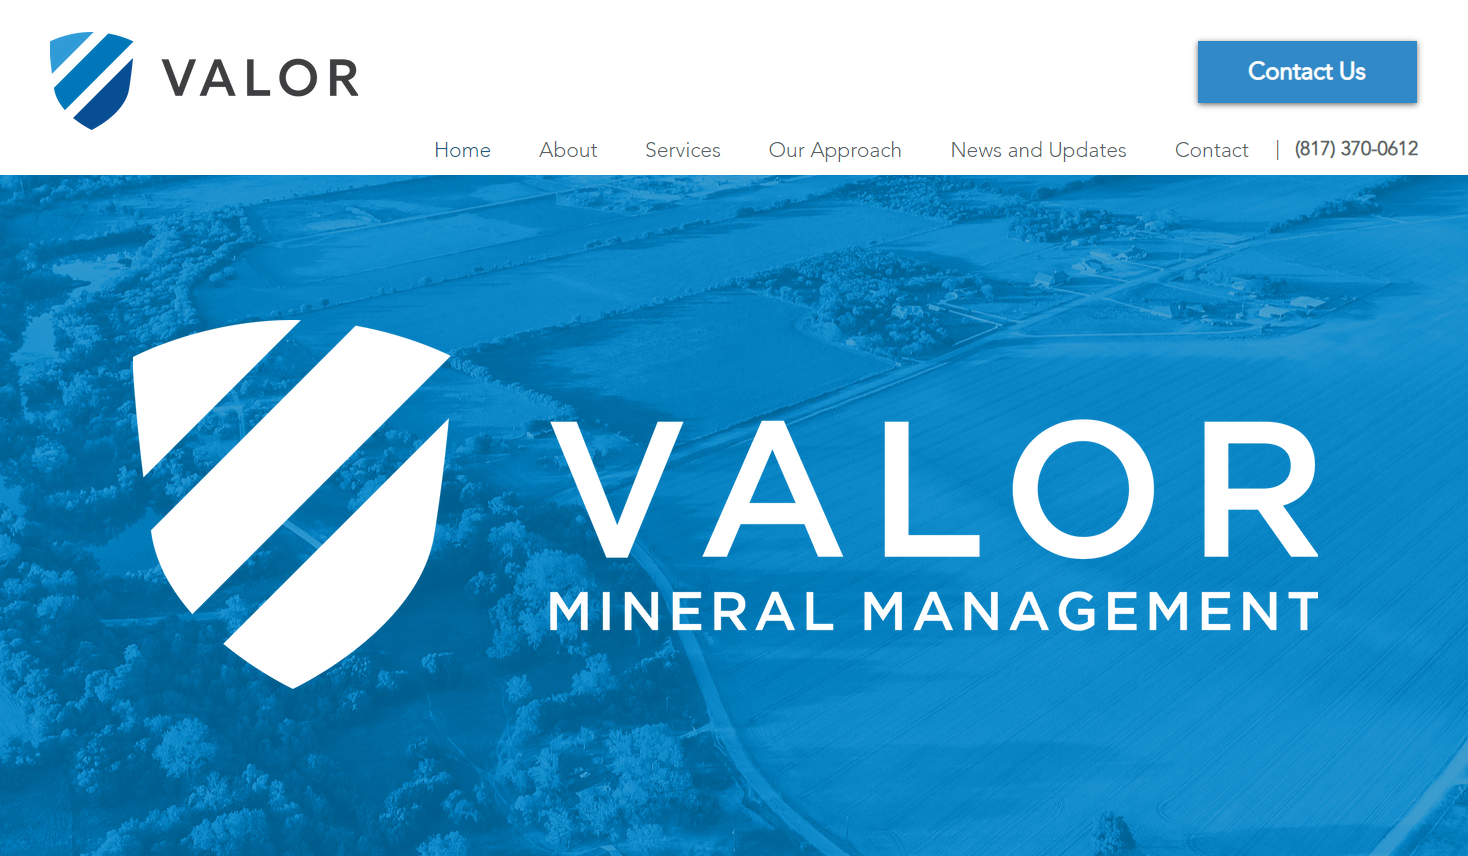 VALOR
Contact Us
Home About Services Our Approach News and Updates Contact | (817) 370-0612
VALOR
MINERAL MANAGEMENT